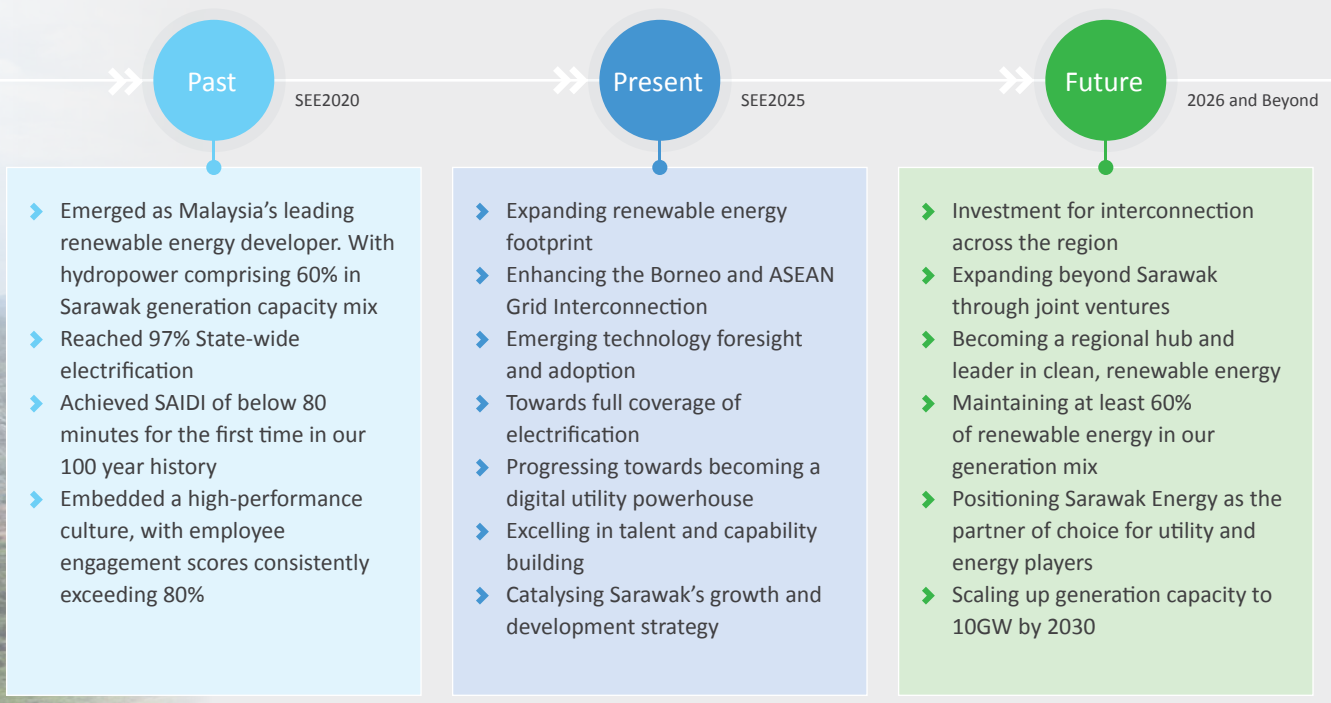 Past
SEE2020
Emerged as Malaysia’s leading
renewable energy developer. With
hydropower comprising 60% in
Sarawak generation capacity mix
Reached 97% State-wide
electrification
Achieved SAIDI of below 80
minutes for the first time in our
100 year history
Embedded a high-performance
culture, with employee
engagement scores consistently
exceeding 80%
Present
SEE2025
Expanding renewable energy
footprint
Enhancing the Borneo and ASEAN
Grid Interconnection
Emerging technology foresight
and adoption
Towards full coverage of
electrification
Progressing towards becoming a
digital utility powerhouse
Excelling in talent and capability
building
Catalysing Sarawak’s growth and
development strategy
Future
2026 and Beyond
Investment for interconnection
across the region
Expanding beyond Sarawak
through joint ventures
Becoming a regional hub and
leader in clean, renewable energy
Maintaining at least 60%
of renewable energy in our
generation mix
Positioning Sarawak Energy as the
partner of choice for utility and
energy players
Scaling up generation capacity to
10GW by 2030